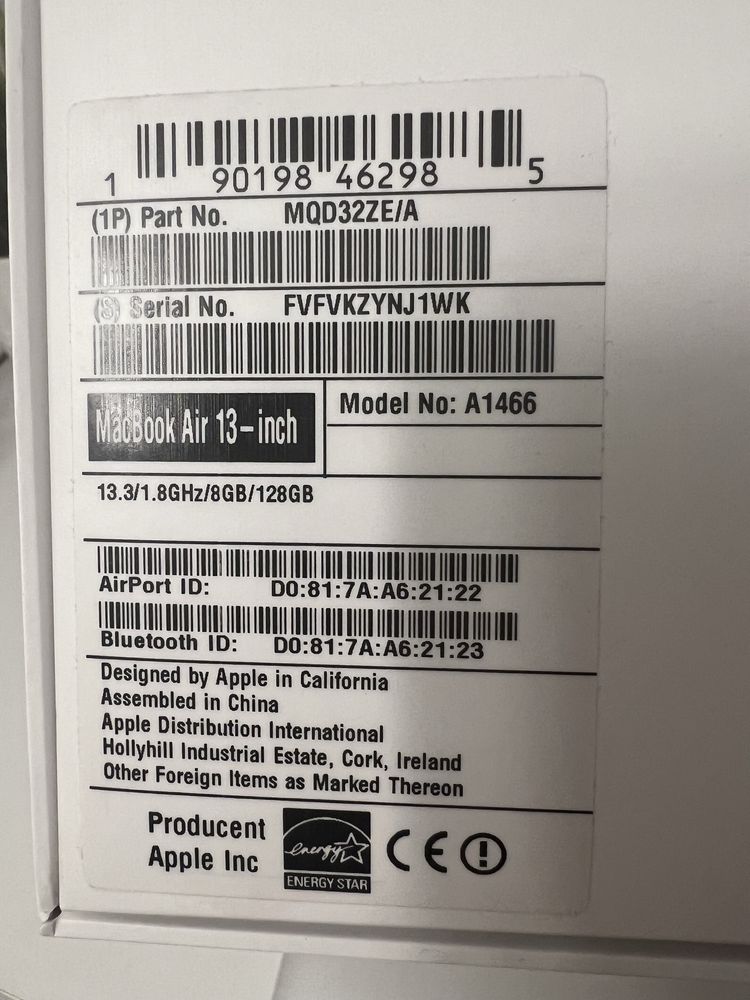 1 90198 46298 5
(1P) Part No. MQD32ZE/A
(S) Serial No. FVFVKZYNJ1WK
MacBook Air 13-inch
Model No: A1466
13.3/1.8GHz/8GB/128GB
AirPort ID: D0:81:7A:A6:21:22
Bluetooth ID: D0:81:7A:A6:21:23
Designed by Apple in California
Assembled in China
Apple Distribution International
Hollyhill Industrial Estate, Cork, Ireland
Other Foreign Items as Marked Thereon
Producent
Apple Inc
energy
ENERGY STAR
CE